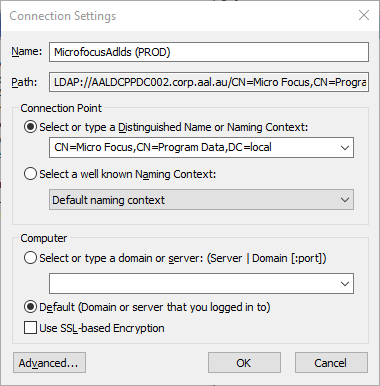 Connection Settings
Name: MicrofocusAdlds (PROD)
Path: LDAP://AALDCPPDC002.corp.aal.au/CN=Micro Focus,CN=Progra
Connection Point
Select or type a Distinguished Name or Naming Context:
CN=Micro Focus,CN=Program Data,DC=local
Select a well known Naming Context:
Default naming context
Computer
Select or type a domain or server: (Server | Domain [:port])
Default (Domain or server that you logged in to)
Use SSL-based Encryption
Advanced... OK Cancel